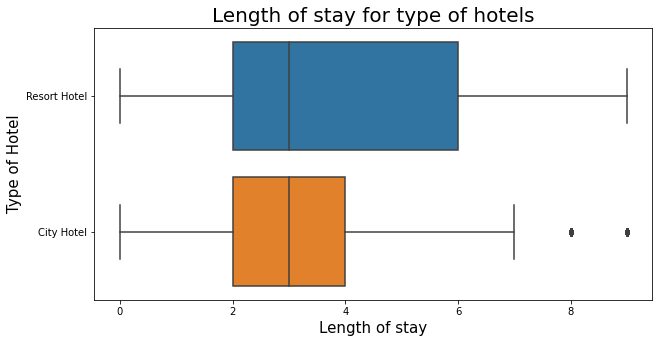 Length of stay for type of hotels
Type of Hotel
Resort Hotel
City Hotel
0 2 4 6 8
Length of stay